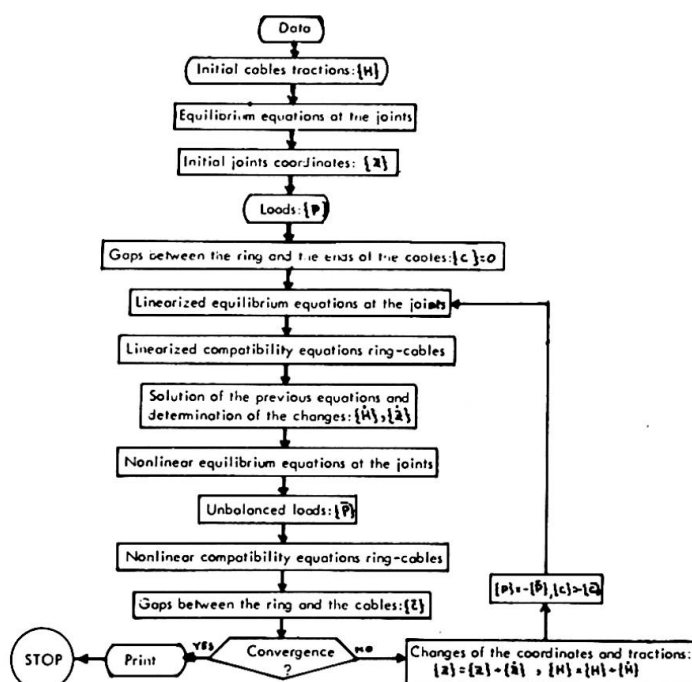 Data
Initial cables tractions: {H}
Equilibrium equations at the joints
Initial joints coordinates: {z}
Loads: {P}
Gaps between the ring and the ends of the cables: {C}=0
Linearized equilibrium equations at the joints
Linearized compatibility equations ring-cables
Solution of the previous equations and
determination of the changes: {Ḣ}, {ż}
Nonlinear equilibrium equations at the joints
Unbalanced loads: {P̄}
Nonlinear compatibility equations ring-cables
{P}=-{P̄}, {C}=-{C̄}
Gaps between the ring and the cables: {C̄}
STOP
Print
YES
Convergence
?
NO
Changes of the coordinates and tractions:
{z}={z}+{ż} , {H}={H}+{Ḣ}